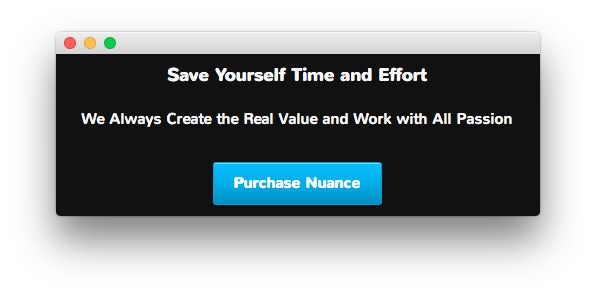 Save Yourself Time and Effort
We Always Create the Real Value and Work with All Passion
Purchase Nuance